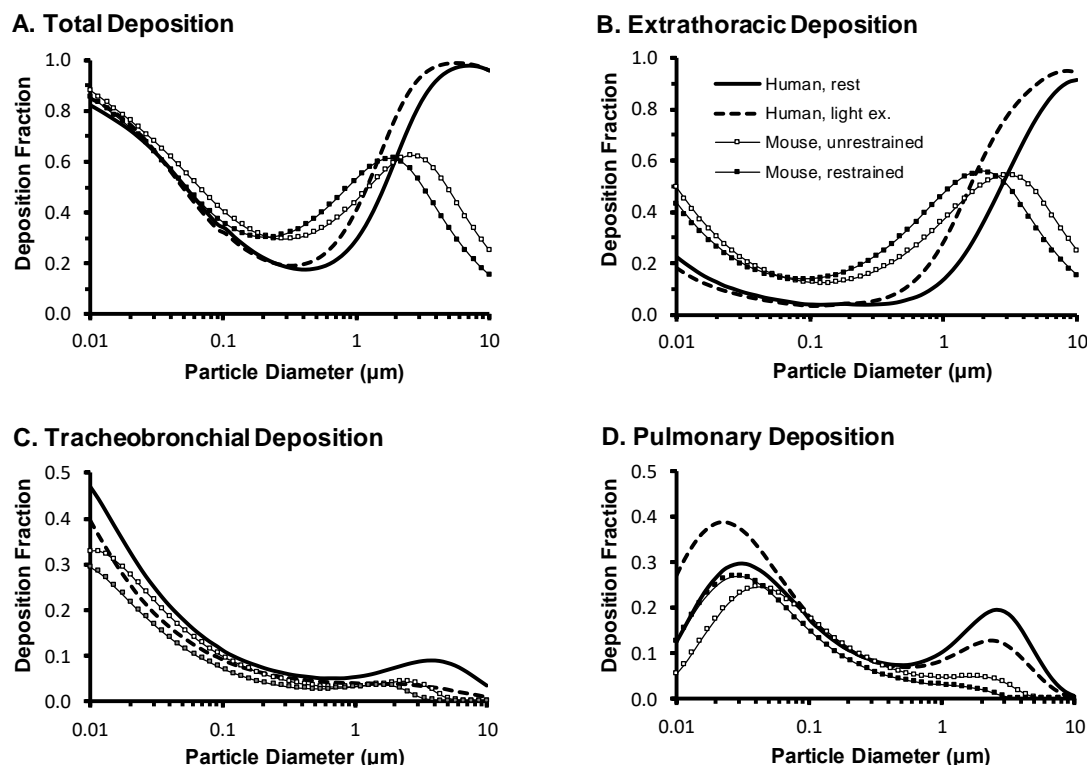 A. Total Deposition
Deposition Fraction
1.0
0.8
0.6
0.4
0.2
0.0
0.01
0.1
1
10
Particle Diameter (µm)
B. Extrathoracic Deposition
Deposition Fraction
1.0
0.8
0.6
0.4
0.2
0.0
Human, rest
Human, light ex.
Mouse, unrestrained
Mouse, restrained
0.01
0.1
1
10
Particle Diameter (µm)
C. Tracheobronchial Deposition
Deposition Fraction
0.5
0.4
0.3
0.2
0.1
0.0
0.01
0.1
1
10
Particle Diameter (µm)
D. Pulmonary Deposition
Deposition Fraction
0.5
0.4
0.3
0.2
0.1
0.0
0.01
0.1
1
10
Particle Diameter (µm)